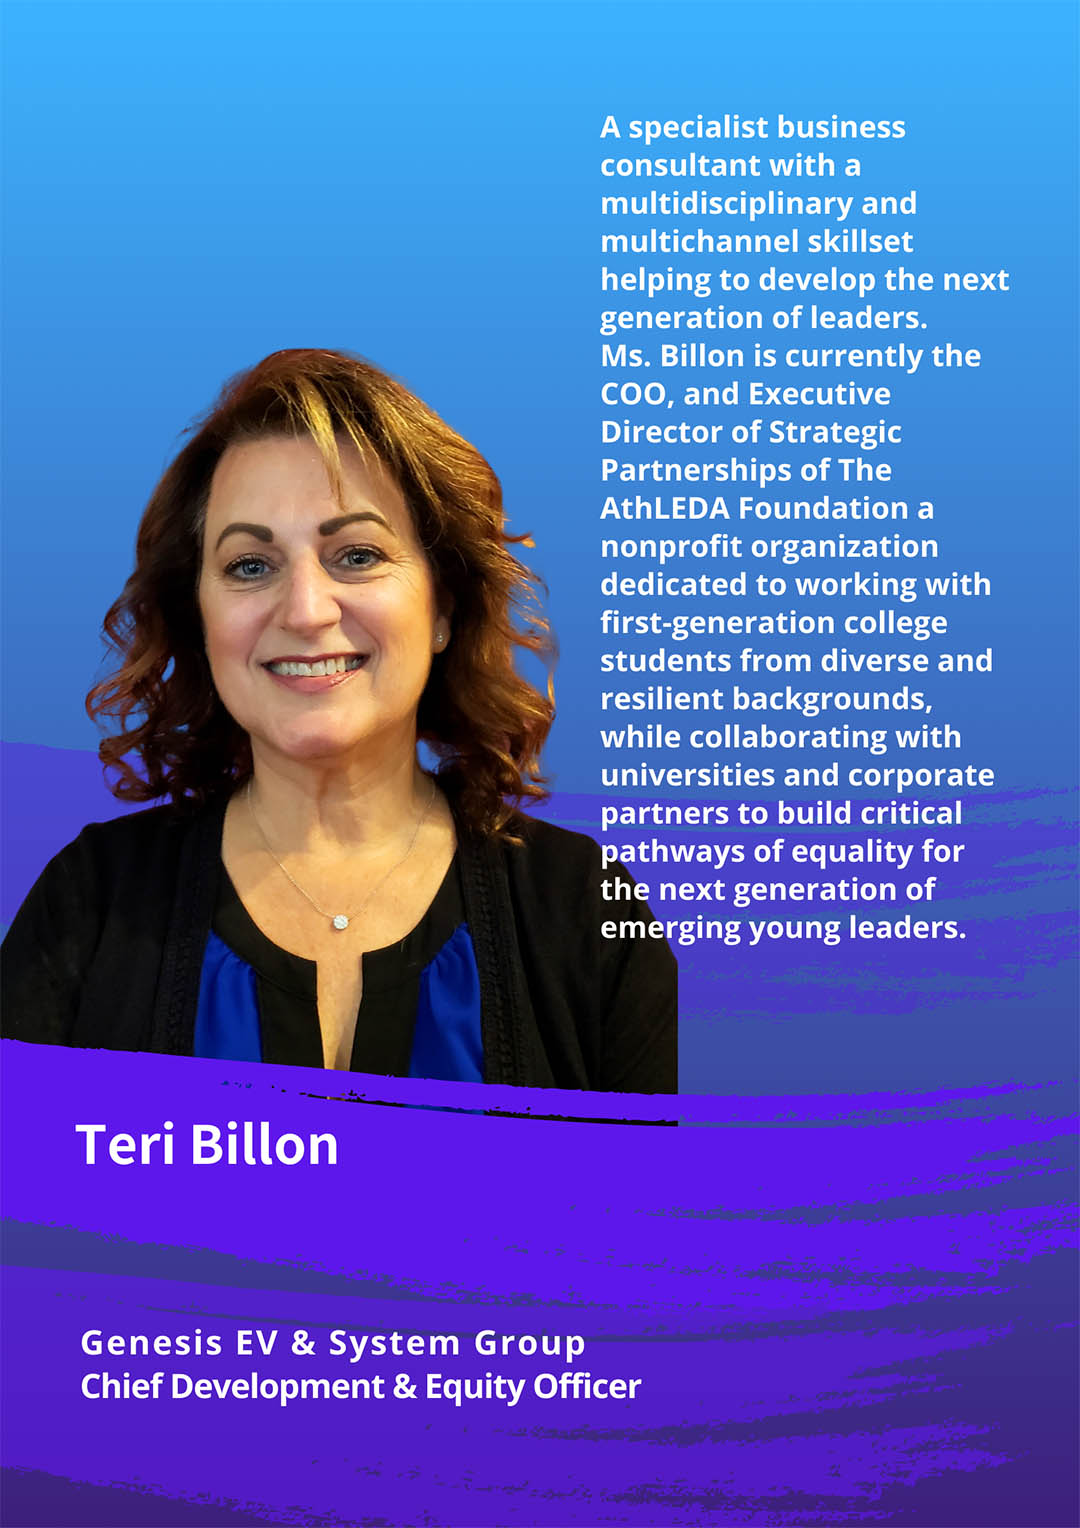 A specialist business
consultant with a
multidisciplinary and
multichannel skillset
helping to develop the next
generation of leaders.
Ms. Billon is currently the
COO, and Executive
Director of Strategic
Partnerships of The
AthLEDA Foundation a
nonprofit organization
dedicated to working with
first-generation college
students from diverse and
resilient backgrounds,
while collaborating with
universities and corporate
partners to build critical
pathways of equality for
the next generation of
emerging young leaders.
Teri Billon
Genesis EV & System Group
Chief Development & Equity Officer